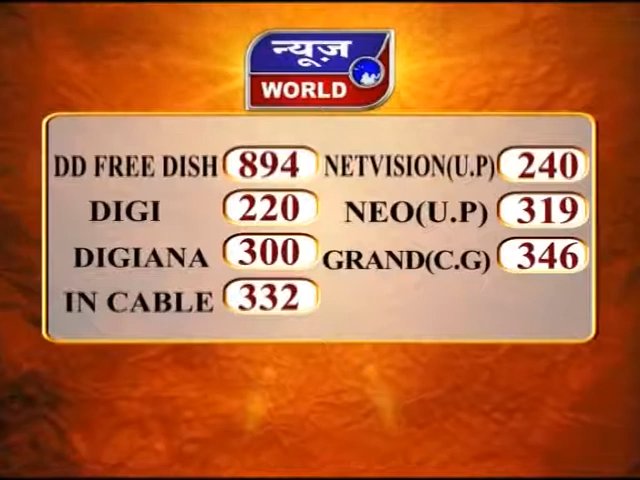 न्यूज़
WORLD
DD FREE DISH 894 NETVISION(U.P) 240
DIGI 220 NEO(U.P) 319
DIGIANA 300 GRAND(C.G) 346
IN CABLE 332